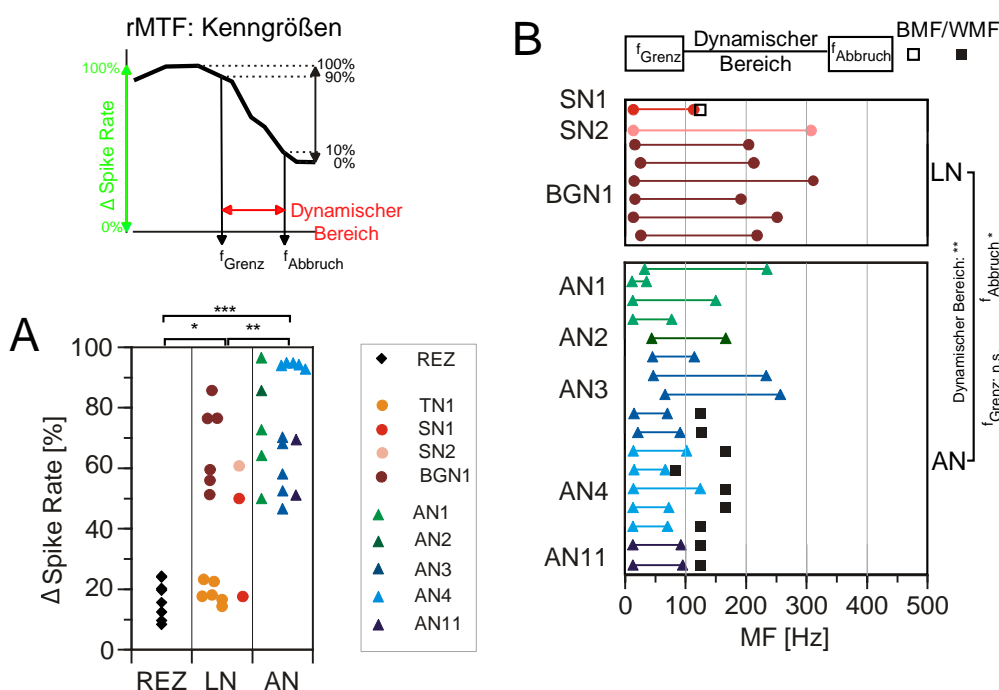 rMTF: Kenngrößen
100%
100%
90%
Δ Spike Rate
10%
0%
0%
Dynamischer
Bereich
fGrenz
fAbbruch
A
***
*
**
100
80
60
40
20
0
Δ Spike Rate [%]
REZ
LN
AN
REZ
TN1
SN1
SN2
BGN1
AN1
AN2
AN3
AN4
AN11
B
fGrenz
Dynamischer
Bereich
fAbbruch
BMF/WMF
SN1
SN2
BGN1
LN
AN1
AN2
AN3
AN4
AN11
AN
Dynamischer Bereich: **
fAbbruch *
fGrenz: n.s.
0
100
200
300
400
500
MF [Hz]